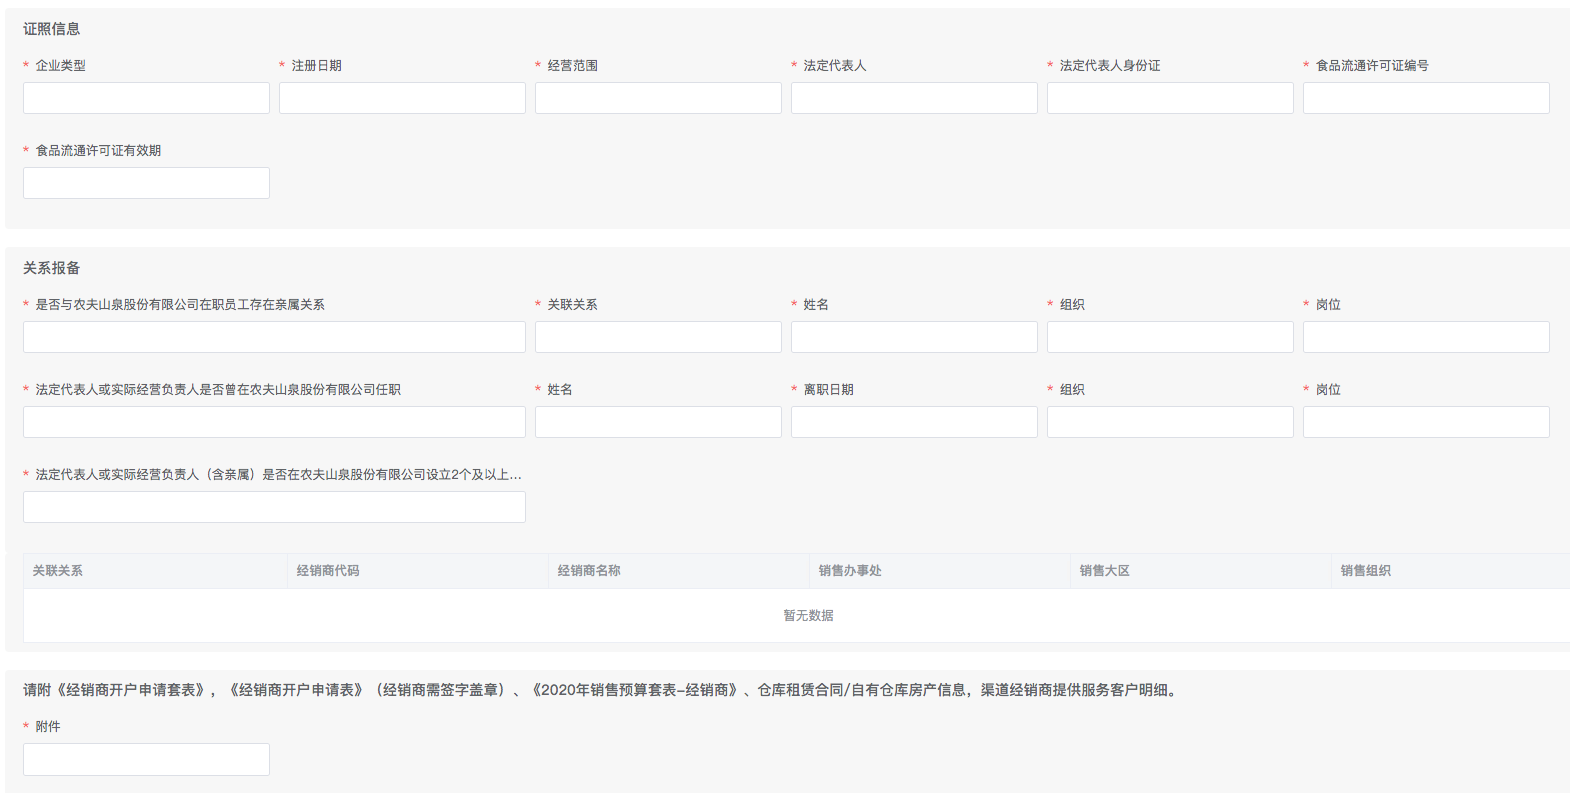 证照信息
* 企业类型 * 注册日期 * 经营范围 * 法定代表人 * 法定代表人身份证 * 食品流通许可证编号
* 食品流通许可证有效期
关系报备
* 是否与农夫山泉股份有限公司在职员工存在亲属关系 * 关联关系 * 姓名 * 组织 * 岗位
* 法定代表人或实际经营负责人是否曾在农夫山泉股份有限公司任职 * 姓名 * 离职日期 * 组织 * 岗位
* 法定代表人或实际经营负责人（含亲属）是否在农夫山泉股份有限公司设立2个及以上...
关联关系 经销商代码 经销商名称 销售办事处 销售大区 销售组织
暂无数据
请附《经销商开户申请套表》，《经销商开户申请表》（经销商需签字盖章）、《2020年销售预算套表-经销商》、仓库租赁合同/自有仓库房产信息，渠道经销商提供服务客户明细。
* 附件